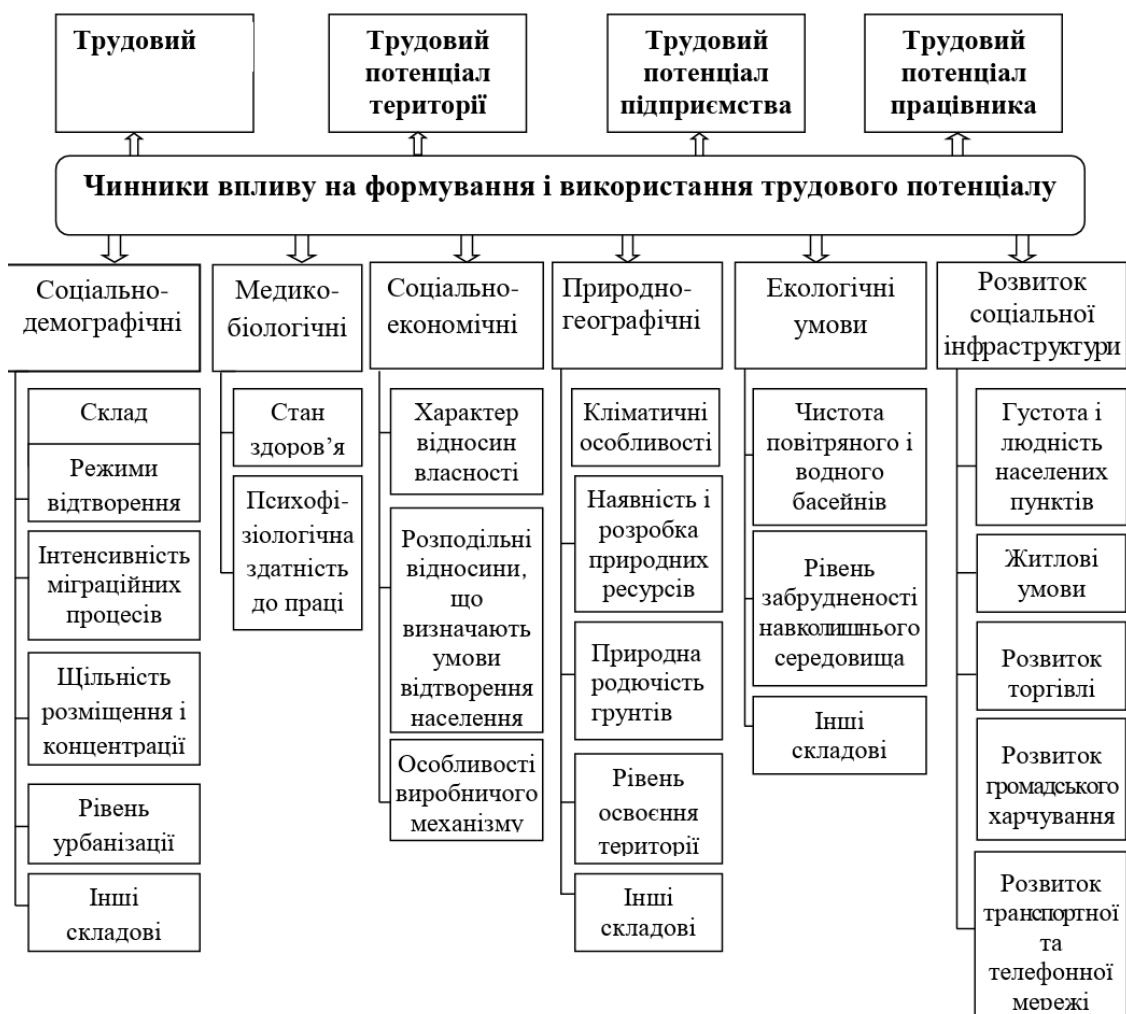 Трудовий
Трудовий
потенціал
території
Трудовий
потенціал
підприємства
Трудовий
потенціал
працівника
Чинники впливу на формування і використання трудового потенціалу
Соціально-
демографічні
Медико-
біологічні
Соціально-
економічні
Природно-
географічні
Екологічні
умови
Розвиток
соціальної
інфраструктури
Склад
Режими
відтворення
Інтенсивність
міграційних
процесів
Щільність
розміщення і
концентрації
Рівень
урбанізації
Інші
складові
Стан
здоров’я
Психофі-
зіологічна
здатність
до праці
Характер
відносин
власності
Розподільні
відносини,
що
визначають
умови
відтворення
населення
Особливості
виробничого
механізму
Кліматичні
особливості
Наявність і
розробка
природних
ресурсів
Природна
родючість
грунтів
Рівень
освоєння
території
Інші
складові
Чистота
повітряного і
водного
басейнів
Рівень
забрудненості
навколишнього
середовища
Інші
складові
Густота і
людність
населених
пунктів
Житлові
умови
Розвиток
торгівлі
Розвиток
громадського
харчування
Розвиток
транспортної
та
телефонної
мережі